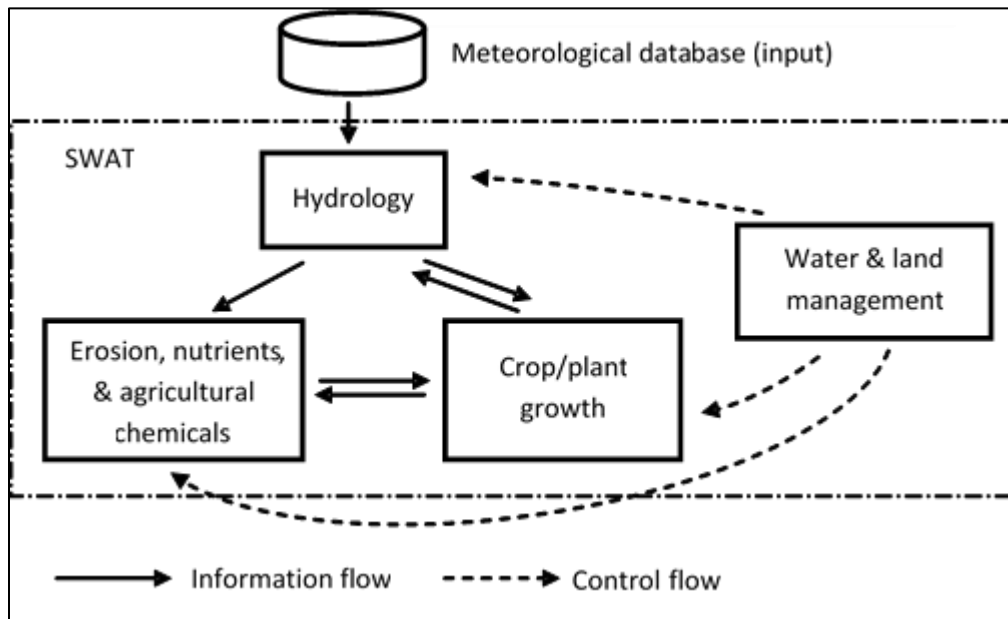 Meteorological database (input)
SWAT
Hydrology
Water & land
management
Erosion, nutrients,
& agricultural
chemicals
Crop/plant
growth
Information flow
Control flow